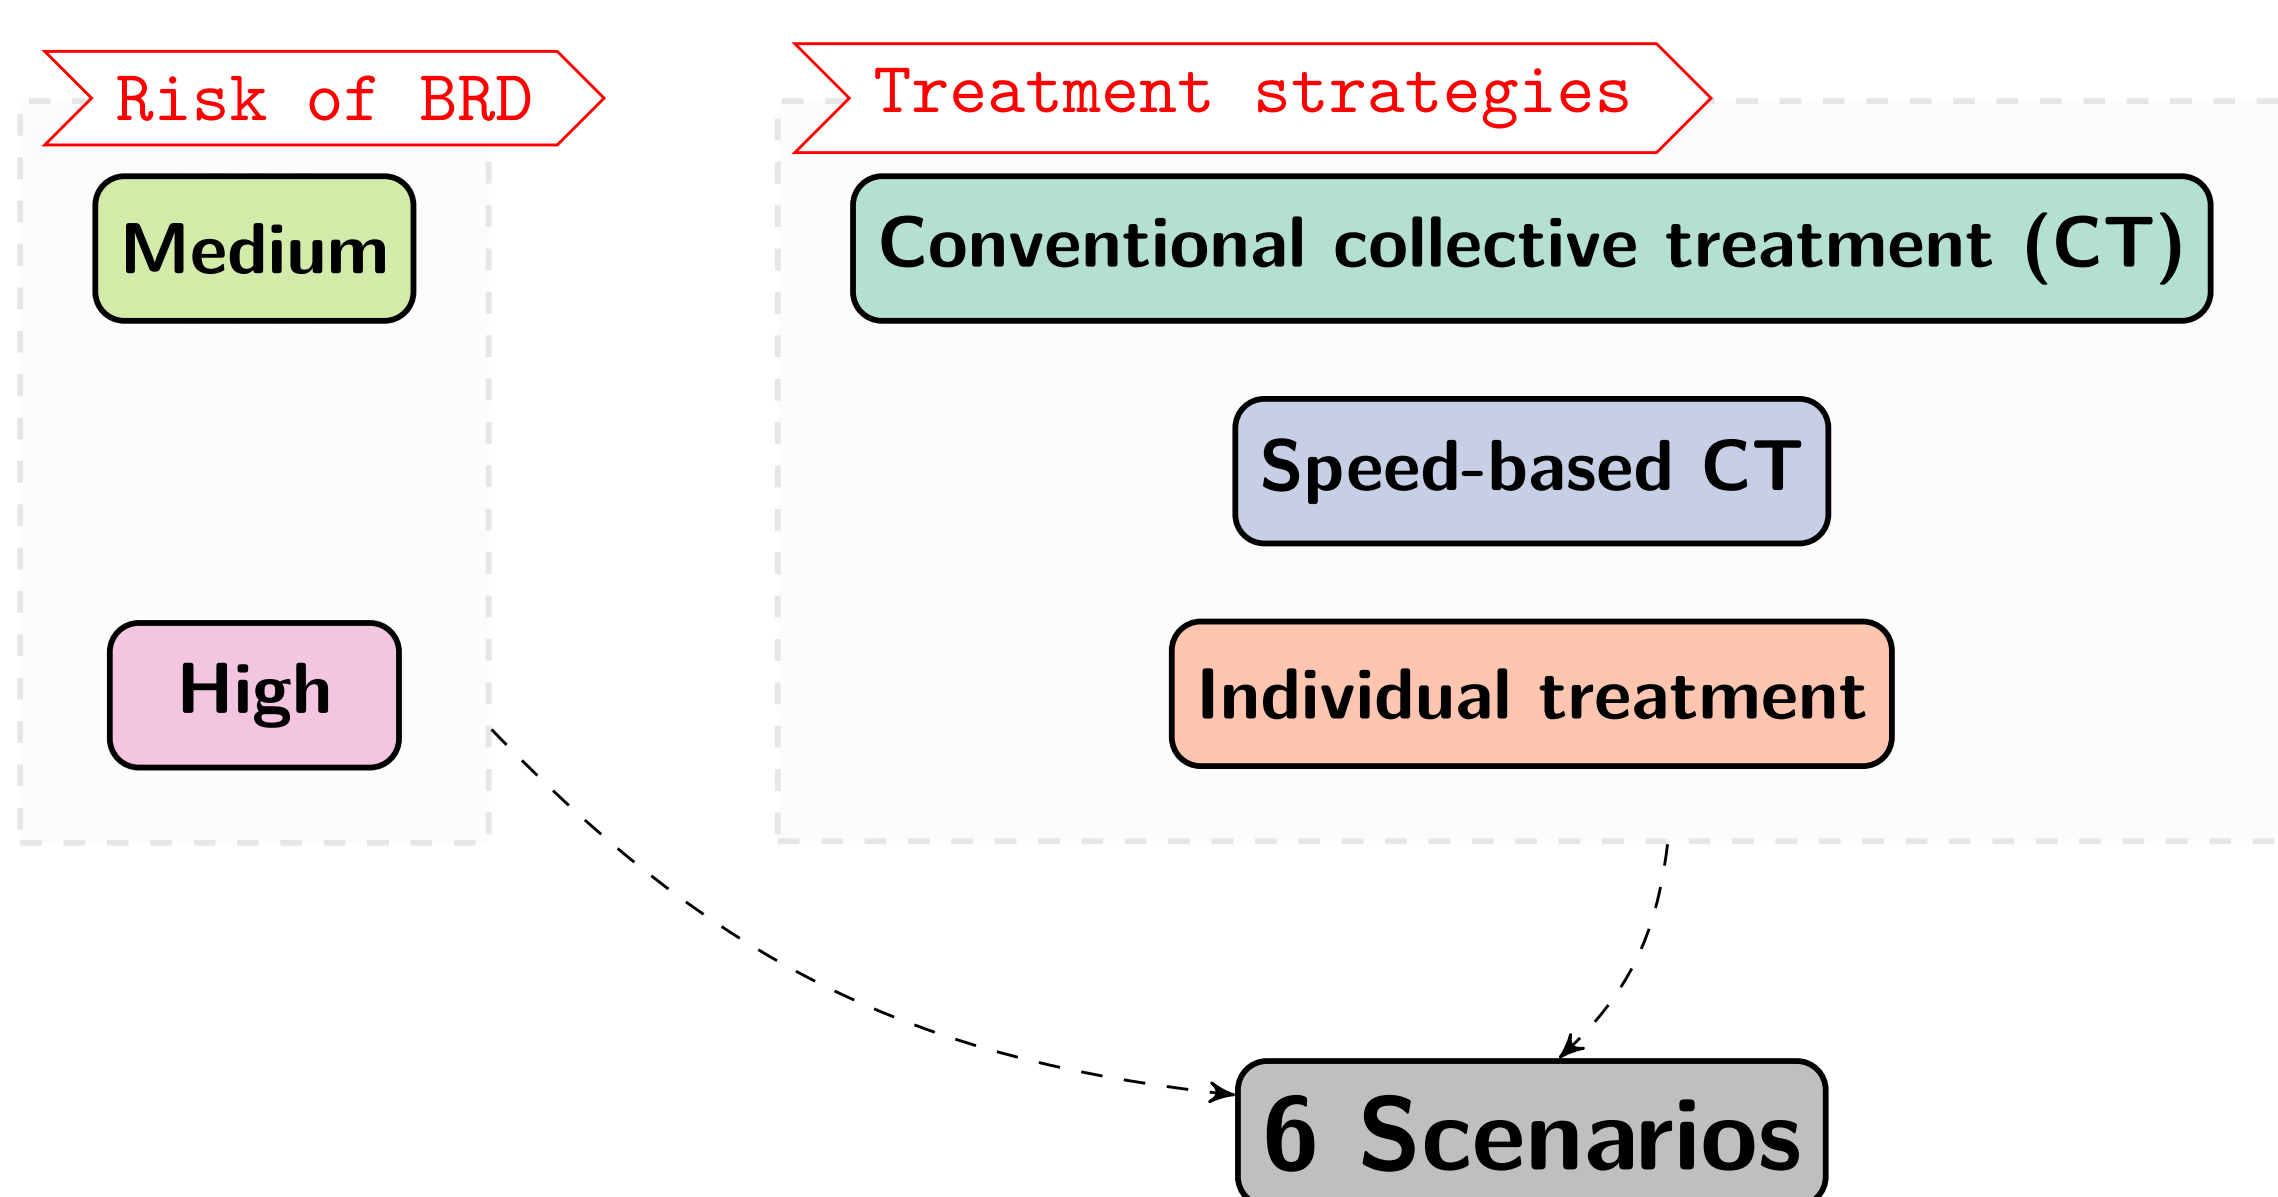 Risk of BRD
Medium
High
Treatment strategies
Conventional collective treatment (CT)
Speed-based CT
Individual treatment
6 Scenarios